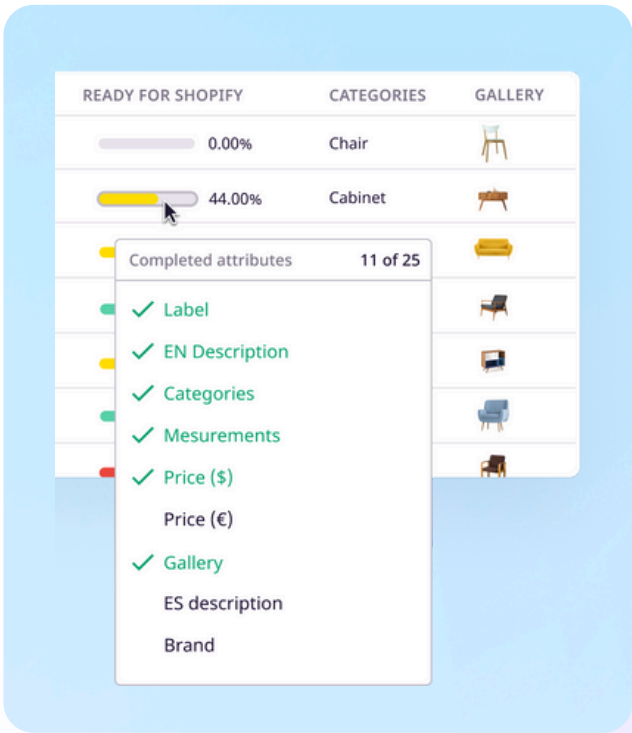 READY FOR SHOPIFY CATEGORIES GALLERY
0.00% Chair
44.00% Cabinet
Completed attributes 11 of 25
Label
EN Description
Categories
Mesurements
Price ($)
Price (€)
Gallery
ES description
Brand